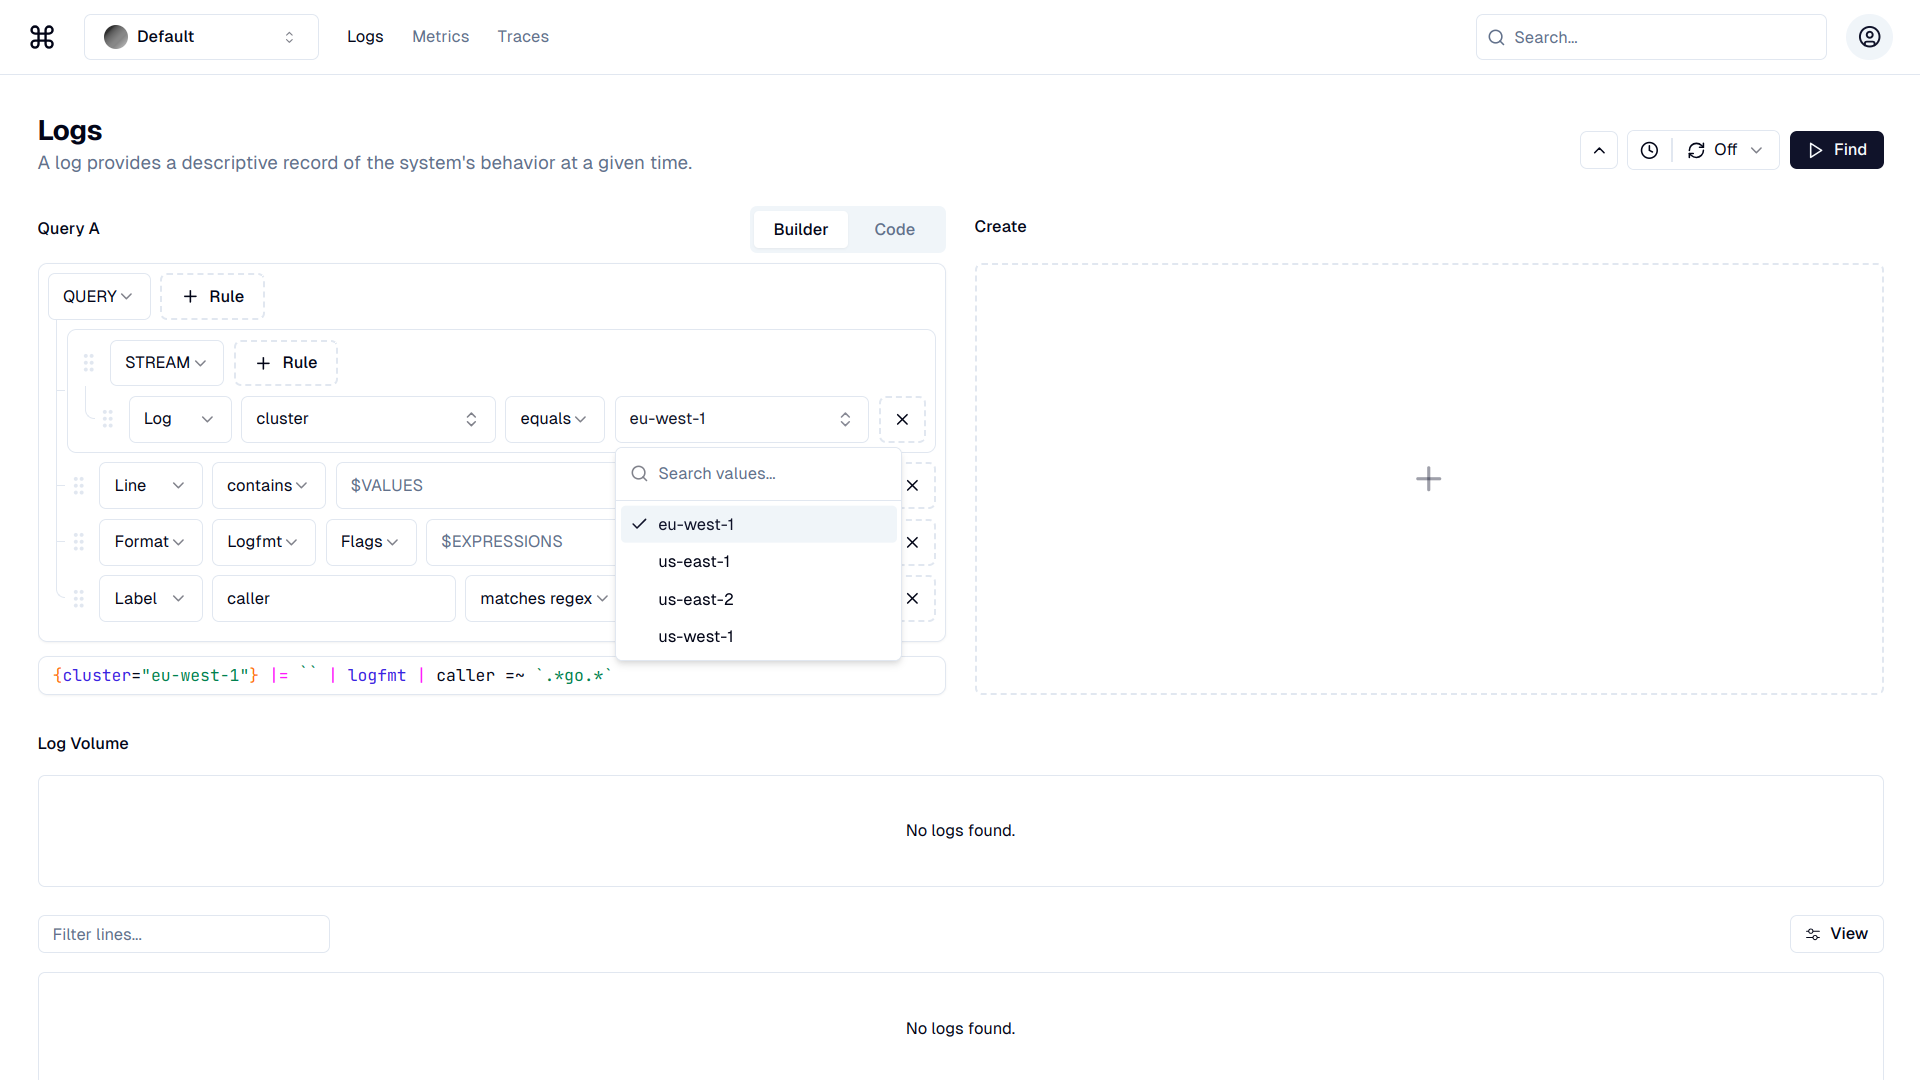 Default
Logs
Metrics
Traces
Search...
Logs
A log provides a descriptive record of the system's behavior at a given time.
Off
Find
Query A
Builder
Code
Create
QUERY
Rule
STREAM
Rule
Log
cluster
equals
eu-west-1
Search values...
Line
contains
$VALUES
eu-west-1
Format
Logfmt
Flags
$EXPRESSIONS
us-east-1
Label
caller
matches regex
us-east-2
us-west-1
{cluster="eu-west-1"} |= `` | logfmt | caller =~ `.*go.*`
Log Volume
No logs found.
Filter lines...
View
No logs found.